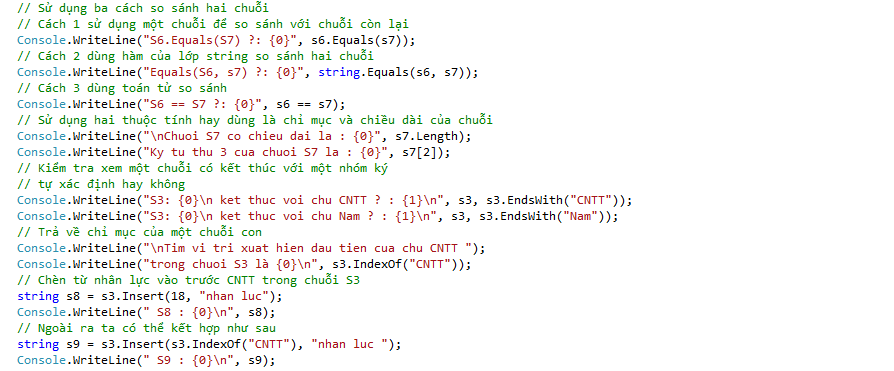 // Sử dụng ba cách so sánh hai chuỗi
// Cách 1 sử dụng một chuỗi để so sánh với chuỗi còn lại
Console.WriteLine("S6.Equals(S7) ?: {0}", s6.Equals(s7));
// Cách 2 dùng hàm của lớp string so sánh hai chuỗi
Console.WriteLine("Equals(S6, s7) ?: {0}", string.Equals(s6, s7));
// Cách 3 dùng toán tử so sánh
Console.WriteLine("S6 == S7 ?: {0}", s6 == s7);
// Sử dụng hai thuộc tính hay dùng là chỉ mục và chiều dài của chuỗi
Console.WriteLine("\nChuoi S7 co chieu dai la : {0}", s7.Length);
Console.WriteLine("Ky tu thu 3 cua chuoi S7 la : {0}", s7[2]);
// Kiểm tra xem một chuỗi có kết thúc với một nhóm ký
// tự xác định hay không
Console.WriteLine("S3: {0}\n ket thuc voi chu CNTT ? : {1}\n", s3, s3.EndsWith("CNTT"));
Console.WriteLine("S3: {0}\n ket thuc voi chu Nam ? : {1}\n", s3, s3.EndsWith("Nam"));
// Trả về chỉ mục của một chuỗi con
Console.WriteLine("\nTim vi tri xuat hien dau tien cua chu CNTT ");
Console.WriteLine("trong chuoi S3 là {0}\n", s3.IndexOf("CNTT"));
// Chèn từ nhân lực vào trước CNTT trong chuỗi S3
string s8 = s3.Insert(18, "nhan luc");
Console.WriteLine(" S8 : {0}\n", s8);
// Ngoài ra ta có thể kết hợp như sau
string s9 = s3.Insert(s3.IndexOf("CNTT"), "nhan luc ");
Console.WriteLine(" S9 : {0}\n", s9);